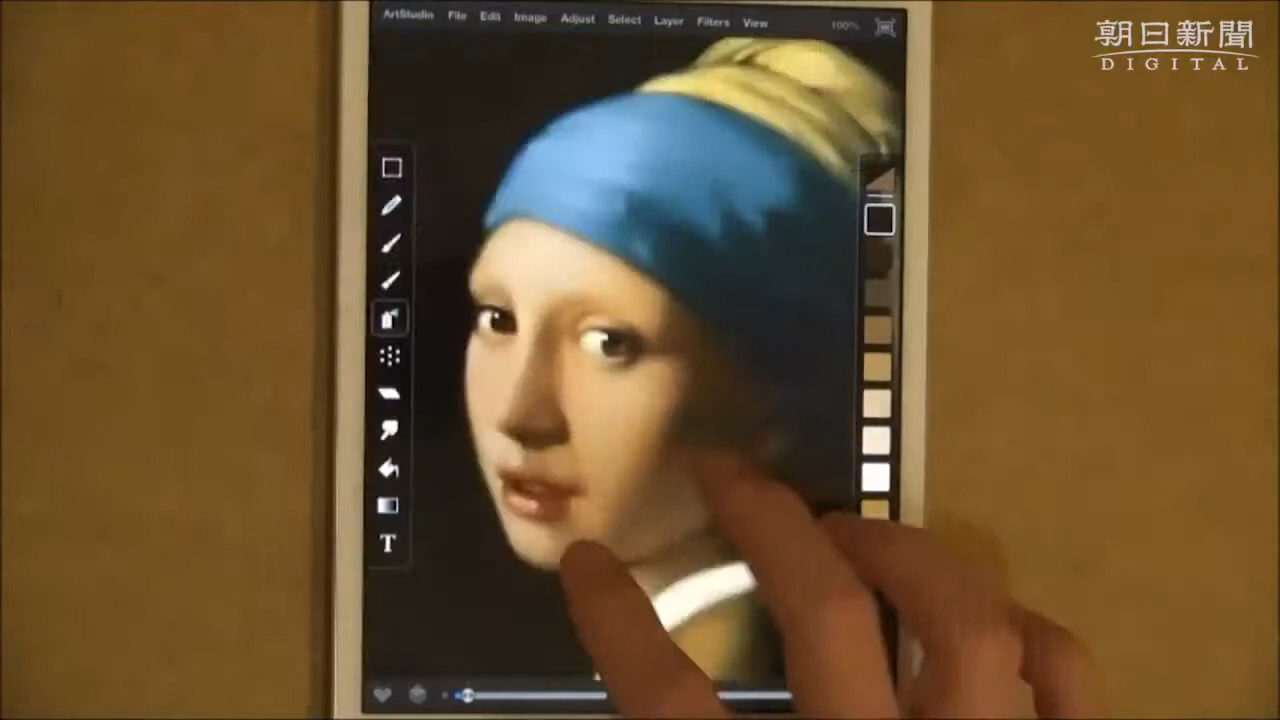 ArtStudio File Edit Image Adjust Select Layer Filters View 100%
朝日新聞
DIGITAL
T